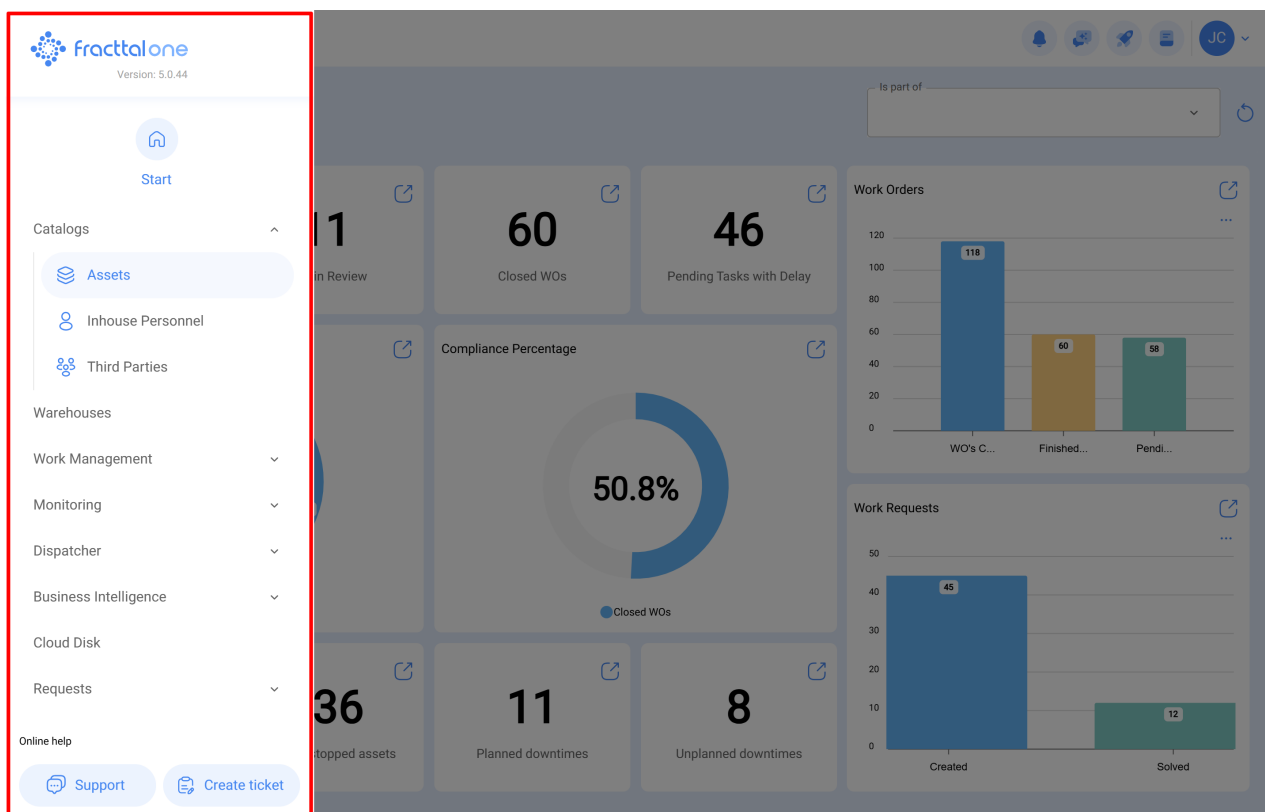 fracttalone
Version: 5.0.44
Start
Catalogs
Assets
Inhouse Personnel
Third Parties
Warehouses
Work Management
Monitoring
Dispatcher
Business Intelligence
Cloud Disk
Requests
Online help
Support
Create ticket
JC
Is part of
11
in Review
60
Closed WOs
46
Pending Tasks with Delay
Compliance Percentage
50.8%
Closed WOs
36
stopped assets
11
Planned downtimes
8
Unplanned downtimes
Work Orders
...
120
100
80
60
40
20
0
118
60
58
WO's C...
Finished...
Pendi...
Work Requests
...
50
40
30
20
10
0
45
12
Created
Solved